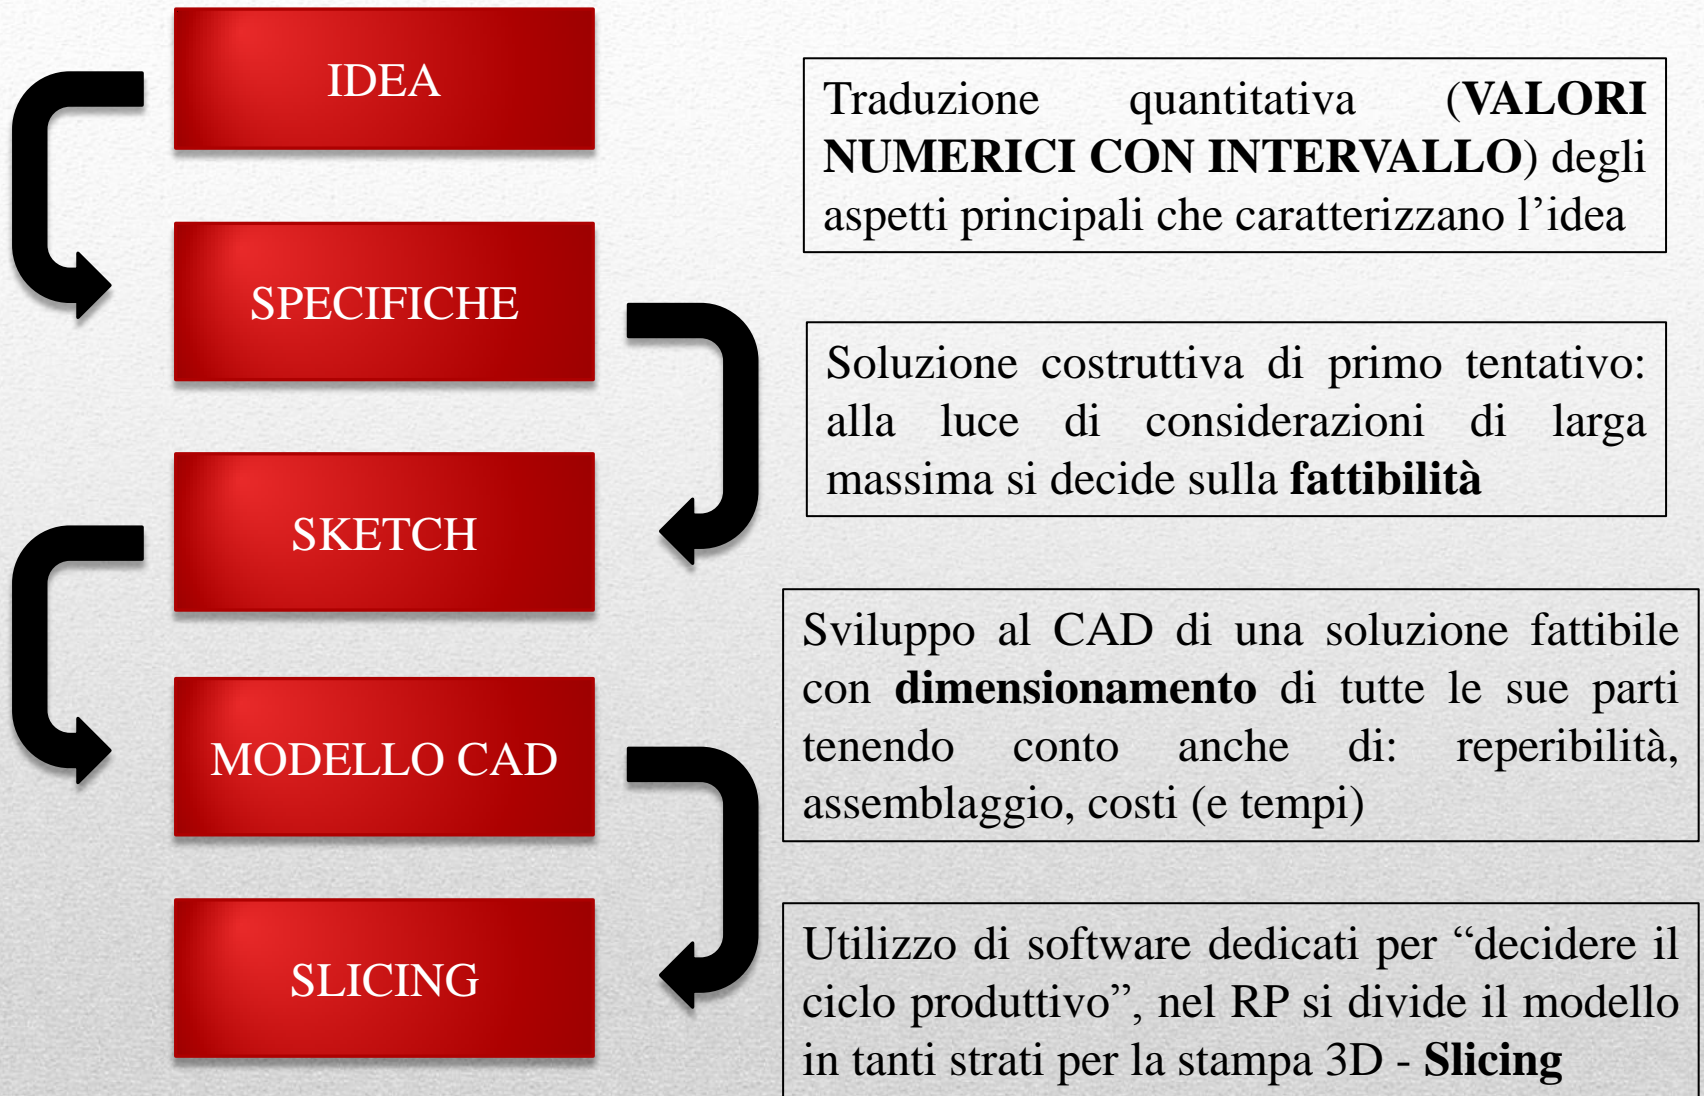 IDEA
Traduzione quantitativa (VALORI
NUMERICI CON INTERVALLO) degli
aspetti principali che caratterizzano l’idea
SPECIFICHE
Soluzione costruttiva di primo tentativo:
alla luce di considerazioni di larga
massima si decide sulla fattibilità
SKETCH
Sviluppo al CAD di una soluzione fattibile
con dimensionamento di tutte le sue parti
tenendo conto anche di: reperibilità,
assemblaggio, costi (e tempi)
MODELLO CAD
Utilizzo di software dedicati per “decidere il
ciclo produttivo”, nel RP si divide il modello
in tanti strati per la stampa 3D - Slicing
SLICING